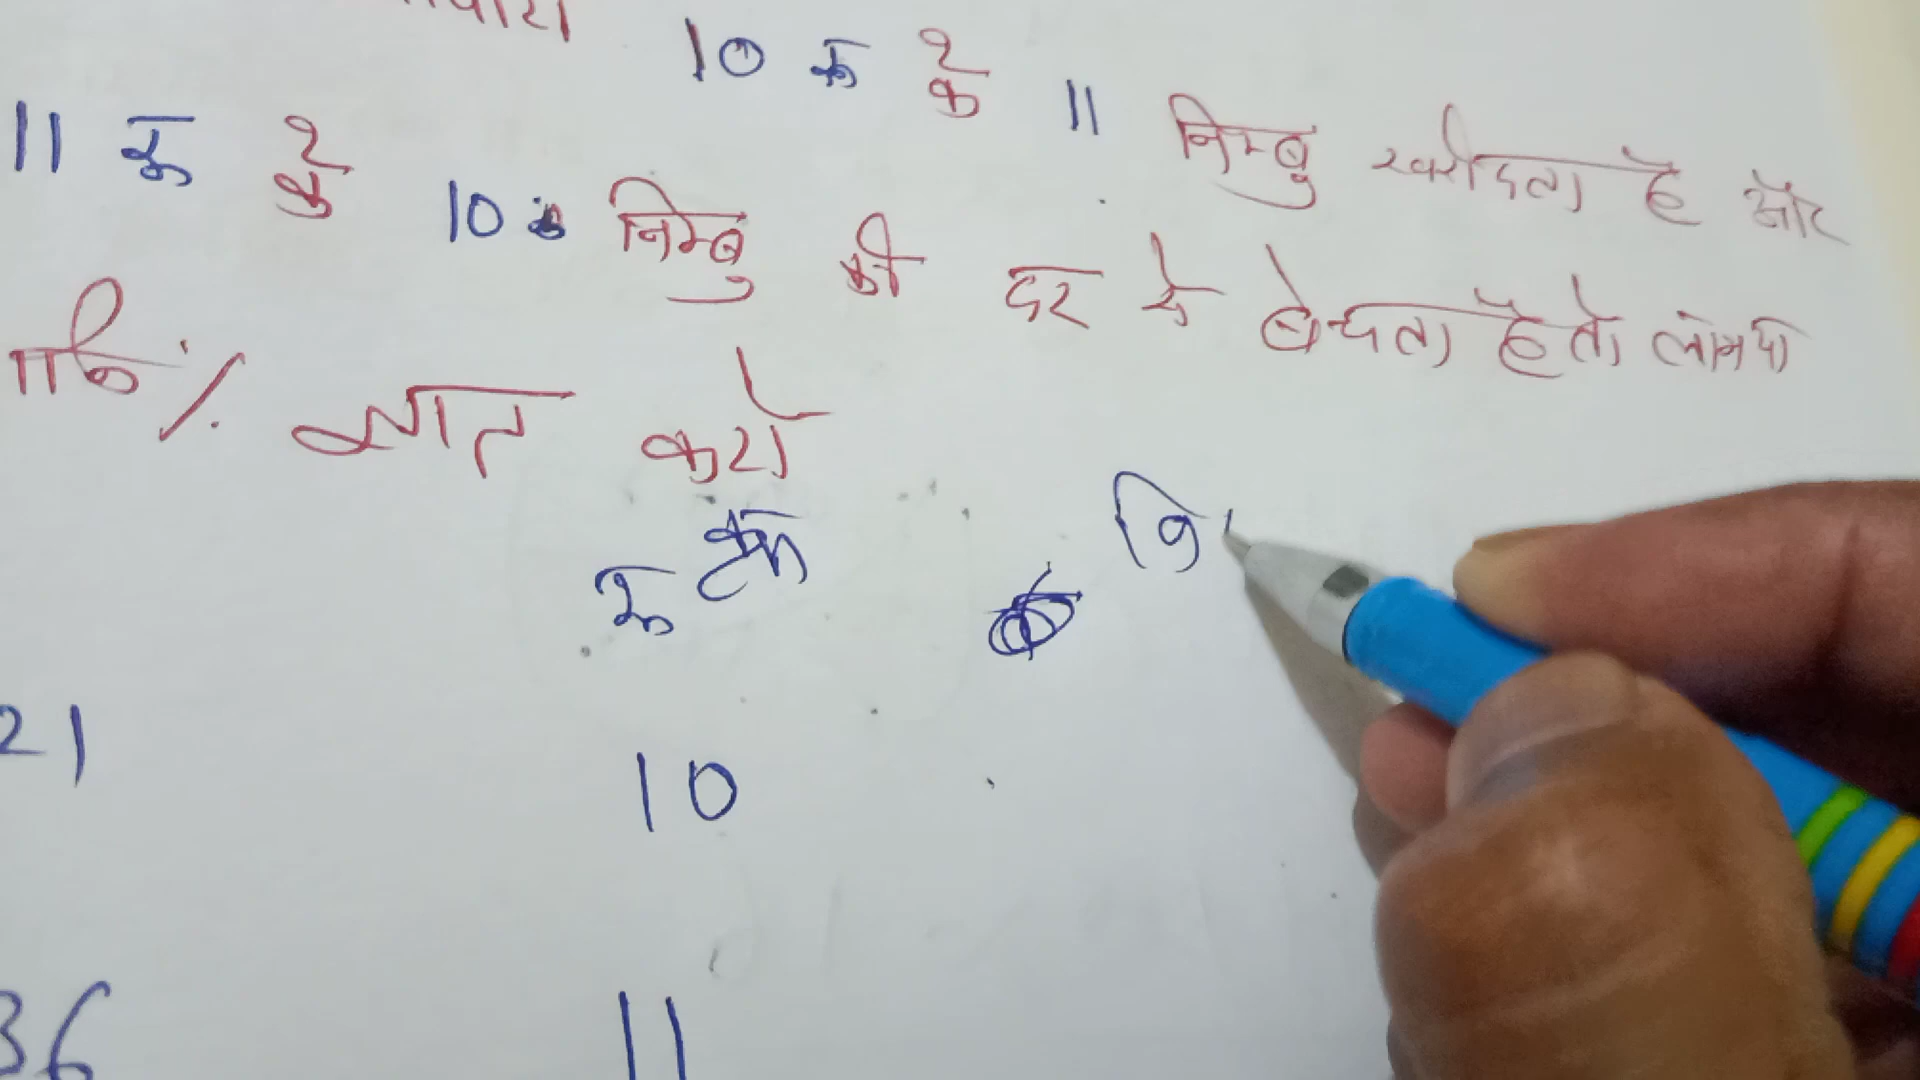 10 रू के 11 निम्बु खरीदता है और
11 रू के 10 निम्बु की दर से बेचता है तो लाभ या
नि % ज्ञात करो
रू नि
21 10
36 11